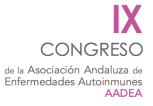 IX
CONGRESO
de la Asociación Andaluza de
Enfermedades Autoinmunes
AADEA